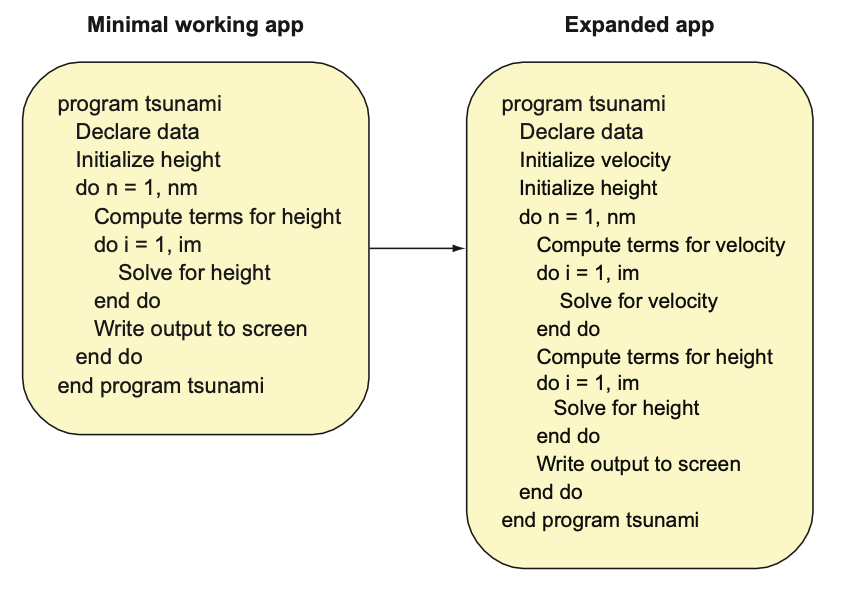 Minimal working app
program tsunami
Declare data
Initialize height
do n = 1, nm
Compute terms for height
do i = 1, im
Solve for height
end do
Write output to screen
end do
end program tsunami
Expanded app
program tsunami
Declare data
Initialize velocity
Initialize height
do n = 1, nm
Compute terms for velocity
do i = 1, im
Solve for velocity
end do
Compute terms for height
do i = 1, im
Solve for height
end do
Write output to screen
end do
end program tsunami